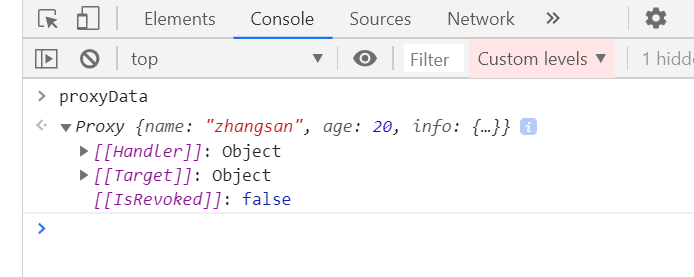 Elements Console Sources Network
top Filter Custom levels 1 hidde
proxyData
Proxy {name: "zhangsan", age: 20, info: {…}} i
[[Handler]]: Object
[[Target]]: Object
[[IsRevoked]]: false